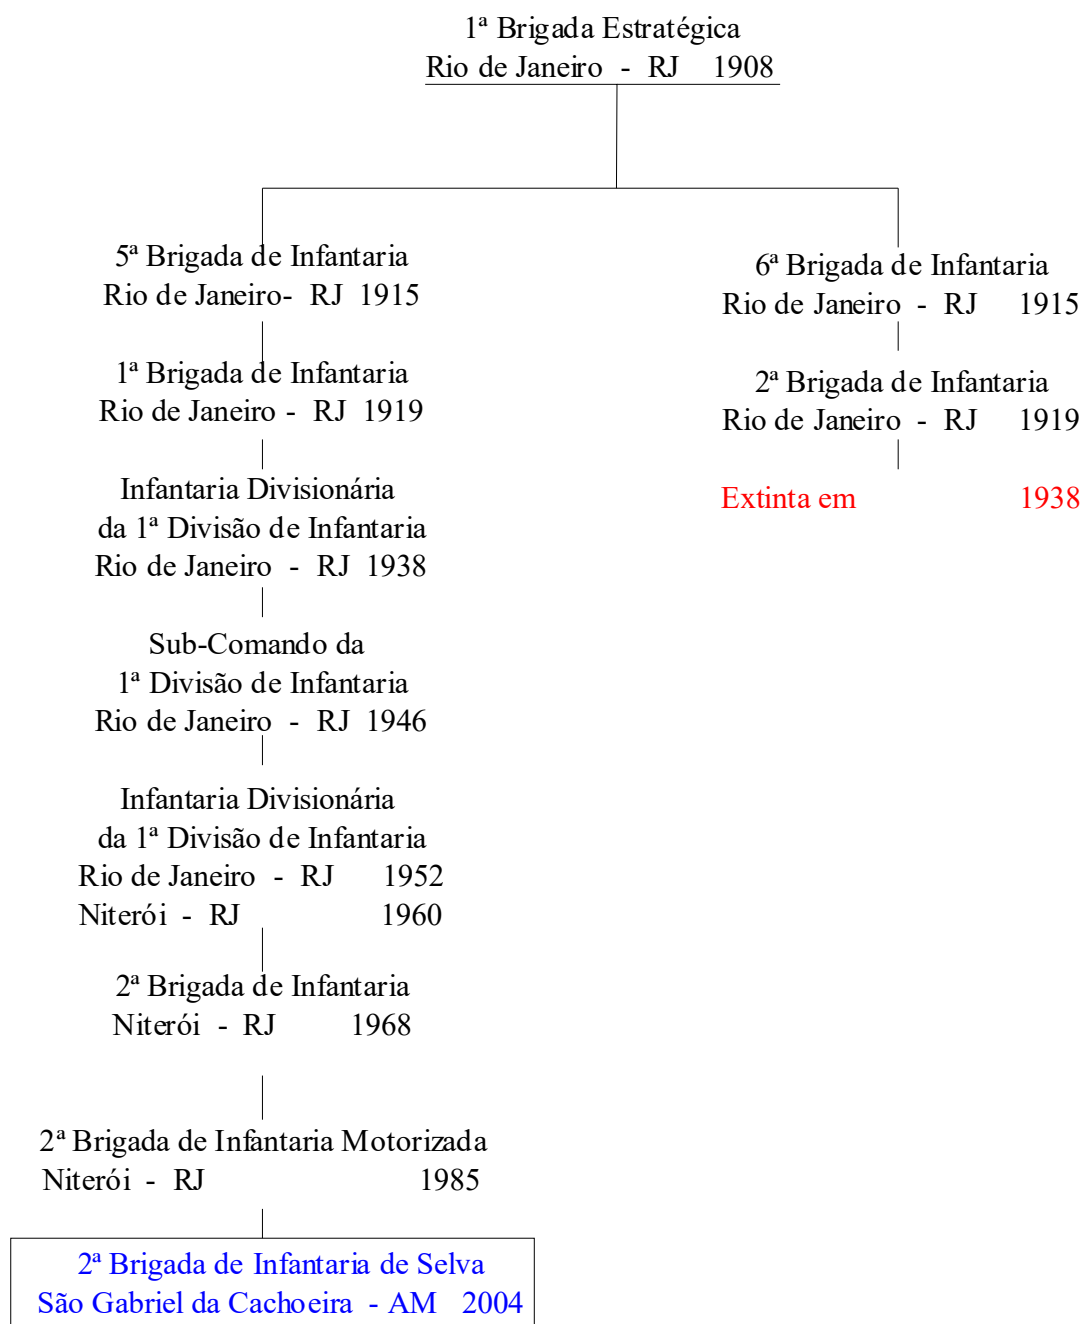 1ª Brigada Estratégica
Rio de Janeiro - RJ 1908
5ª Brigada de Infantaria
Rio de Janeiro- RJ 1915
1ª Brigada de Infantaria
Rio de Janeiro - RJ 1919
Infantaria Divisionária
da 1ª Divisão de Infantaria
Rio de Janeiro - RJ 1938
Sub-Comando da
1ª Divisão de Infantaria
Rio de Janeiro - RJ 1946
Infantaria Divisionária
da 1ª Divisão de Infantaria
Rio de Janeiro - RJ 1952
Niterói - RJ 1960
2ª Brigada de Infantaria
Niterói - RJ 1968
2ª Brigada de Infantaria Motorizada
Niterói - RJ 1985
2ª Brigada de Infantaria de Selva
São Gabriel da Cachoeira - AM 2004
6ª Brigada de Infantaria
Rio de Janeiro - RJ 1915
2ª Brigada de Infantaria
Rio de Janeiro - RJ 1919
Extinta em 1938